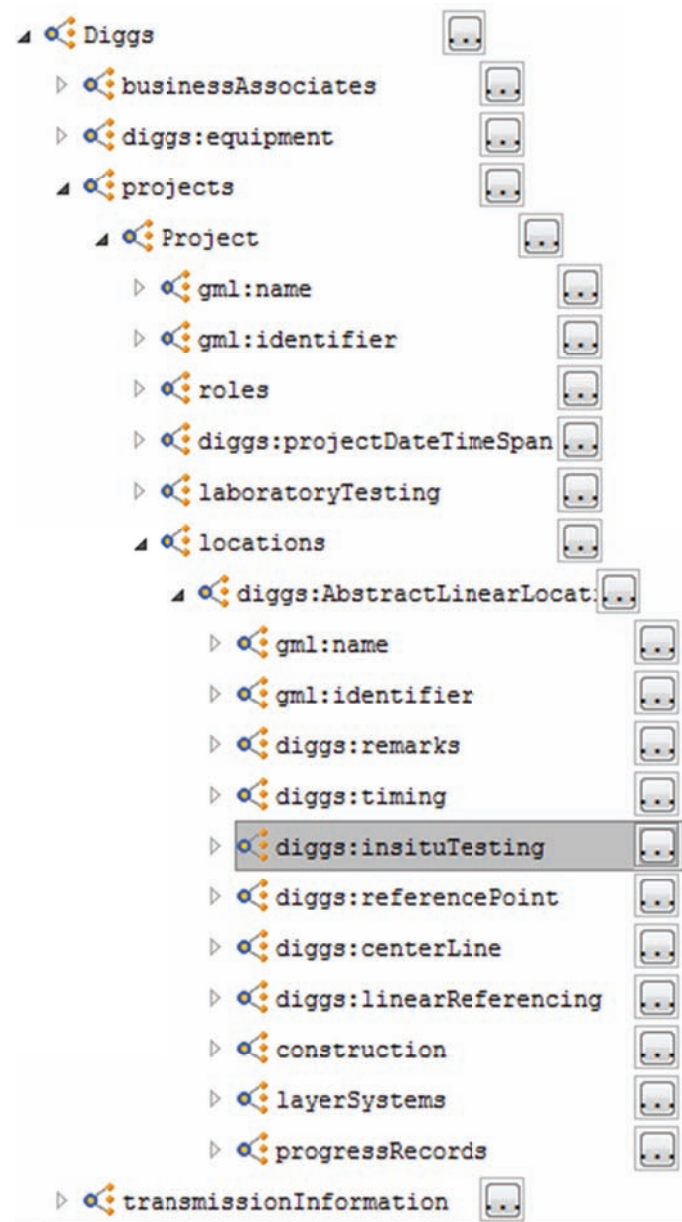 Diggs
businessAssociates
diggs:equipment
projects
Project
gml:name
gml:identifier
roles
diggs:projectDateTimeSpan
laboratoryTesting
locations
diggs:AbstractLinearLocat
gml:name
gml:identifier
diggs:remarks
diggs:timing
diggs:insituTesting
diggs:referencePoint
diggs:centerLine
diggs:linearReferencing
construction
layerSystems
progressRecords
transmissionInformation